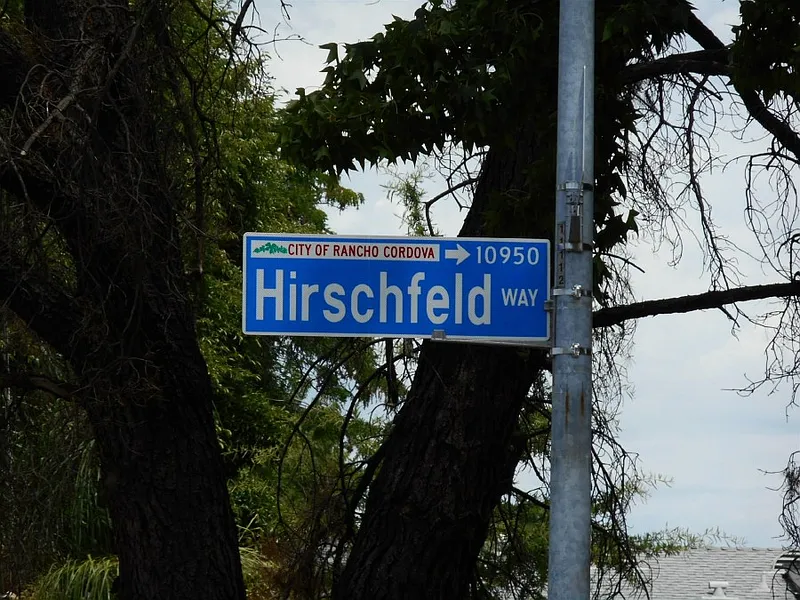 CITY OF RANCHO CORDOVA → 10950
Hirschfeld WAY